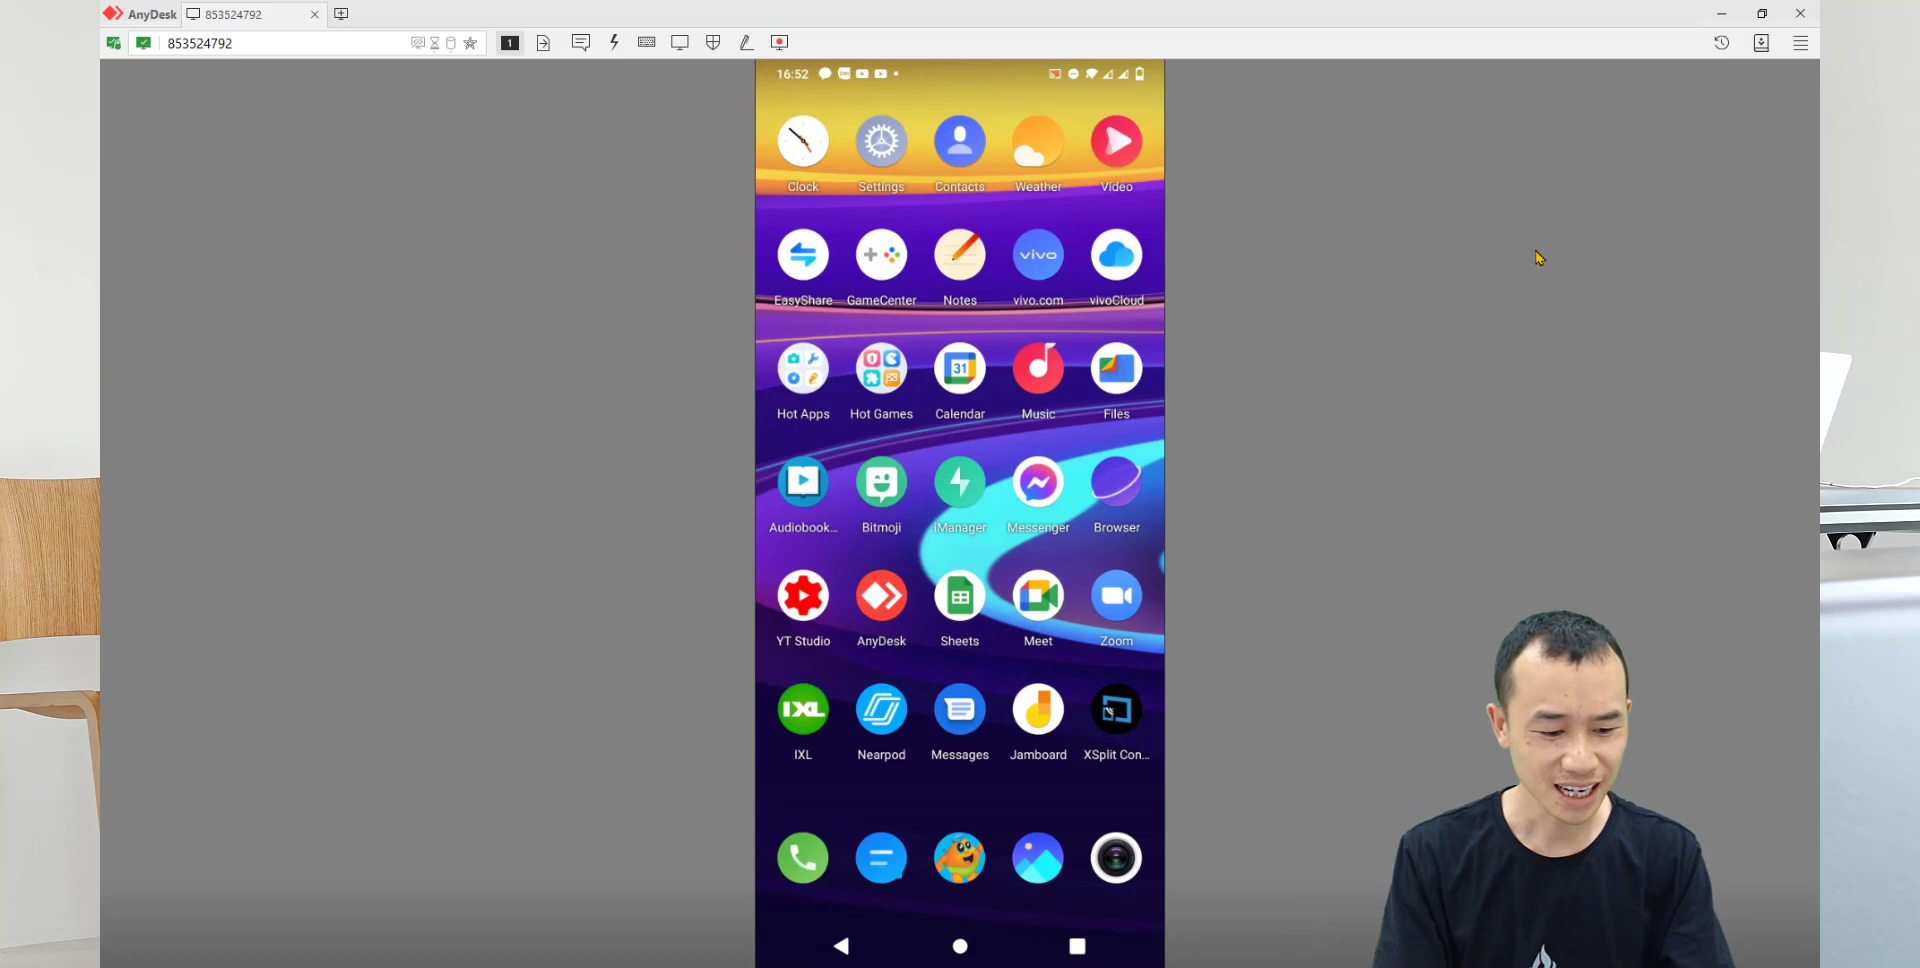 AnyDesk
853524792
853524792
1
16:52
Clock Settings Contacts Weather Video
vivo
EasyShare GameCenter Notes vivo.com vivoCloud
31
Hot Apps Hot Games Calendar Music Files
Audiobook... Bitmoji iManager Messenger Browser
YT Studio AnyDesk Sheets Meet Zoom
IXL
IXL Nearpod Messages Jamboard XSplit Con...